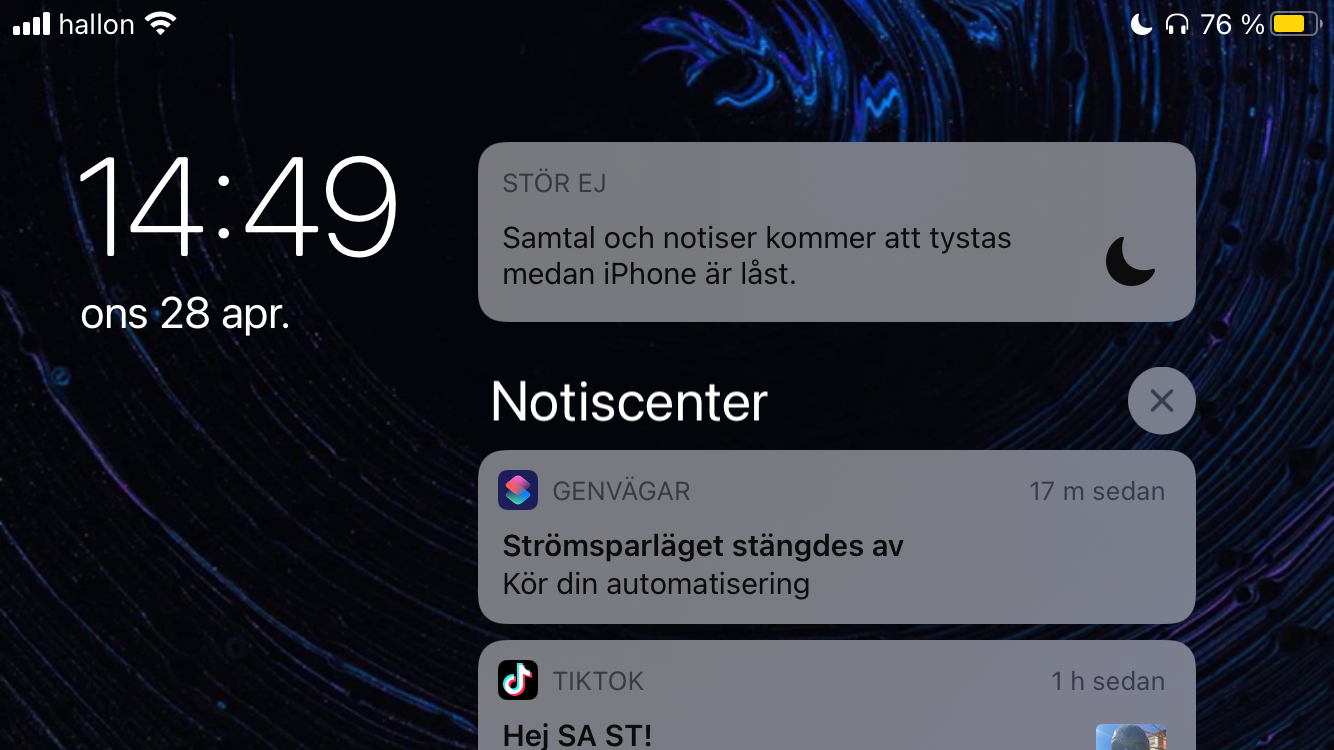 hallon
76 %
14:49
ons 28 apr.
STÖR EJ
Samtal och notiser kommer att tystas
medan iPhone är låst.
Notiscenter
GENVÄGAR
17 m sedan
Strömsparläget stängdes av
Kör din automatisering
TIKTOK
1 h sedan
Hej SA ST!